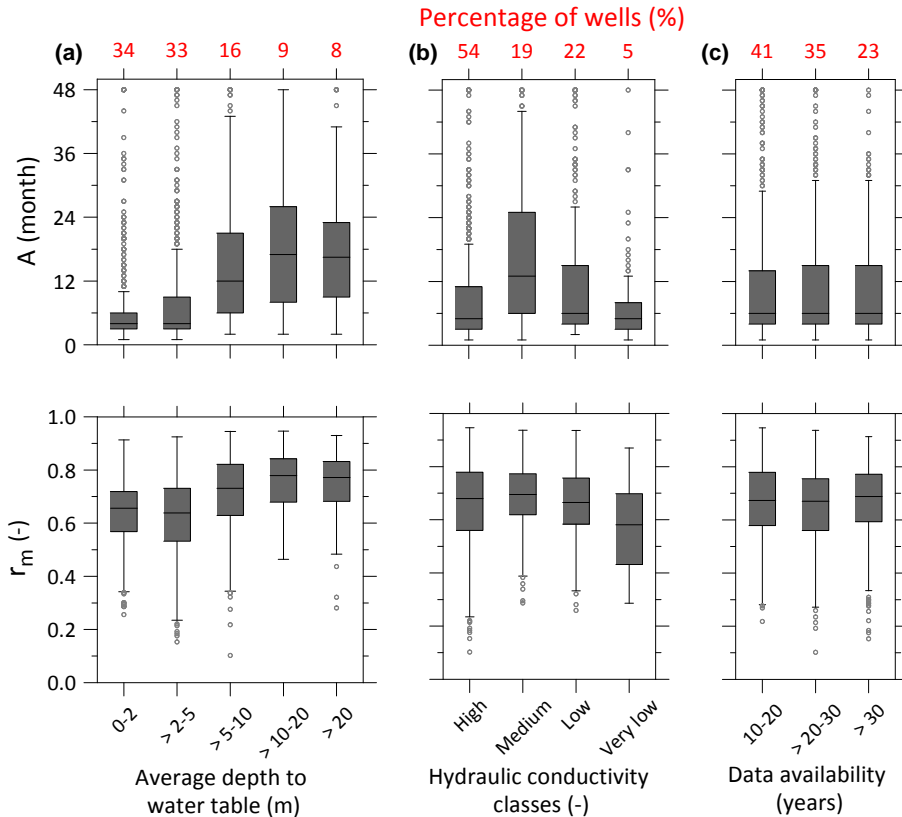 Percentage of wells (%)
(a) 34 33 16 9 8 (b) 54 19 22 5 (c) 41 35 23
48
36
24
12
0
A (month)
1.0
0.8
0.6
0.4
0.2
0.0
r_m (-)
0-2 > 2-5 > 5-10 > 10-20 > 20 High Medium Low Very low 10-20 > 20-30 > 30
Average depth to
water table (m)
Hydraulic conductivity
classes (-)
Data availability
(years)